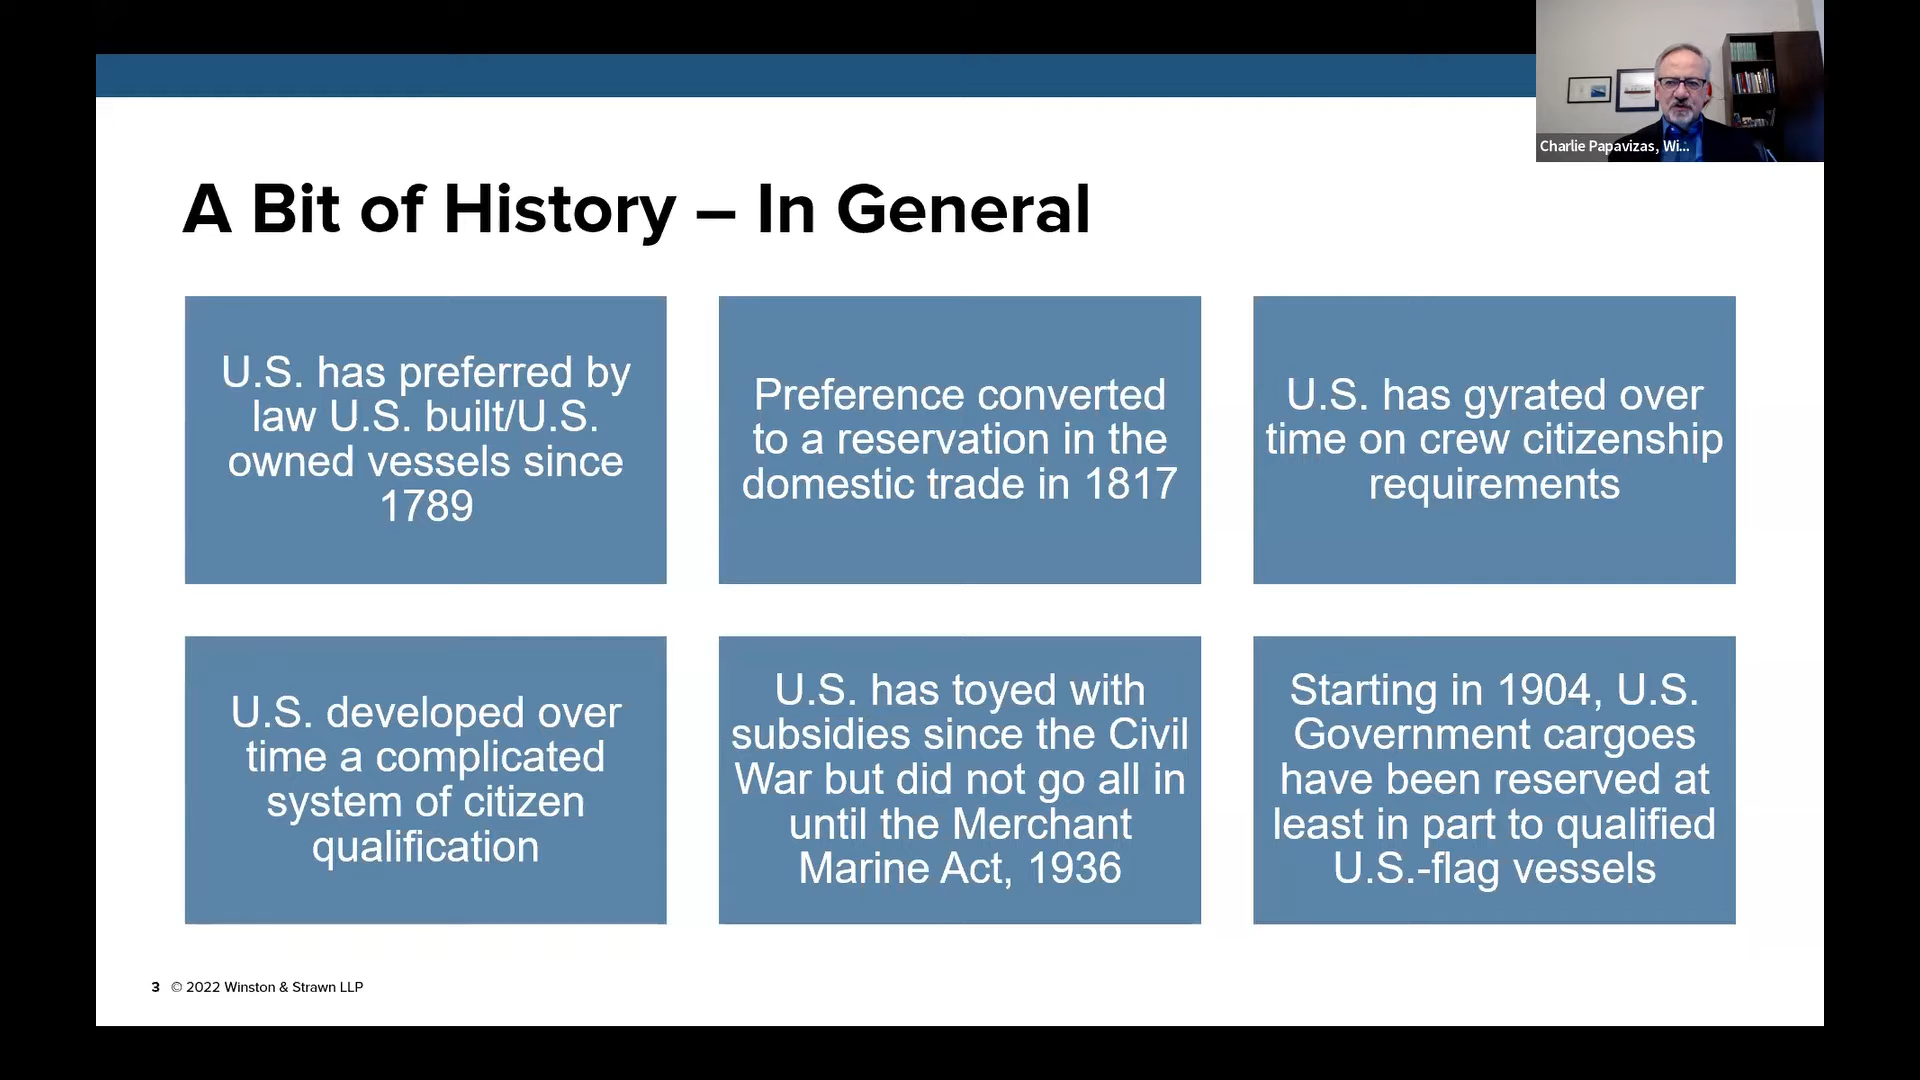 Charlie Papavizas, Wi...
A Bit of History – In General
U.S. has preferred by
law U.S. built/U.S.
owned vessels since
1789
Preference converted
to a reservation in the
domestic trade in 1817
U.S. has gyrated over
time on crew citizenship
requirements
U.S. developed over
time a complicated
system of citizen
qualification
U.S. has toyed with
subsidies since the Civil
War but did not go all in
until the Merchant
Marine Act, 1936
Starting in 1904, U.S.
Government cargoes
have been reserved at
least in part to qualified
U.S.-flag vessels
3 © 2022 Winston & Strawn LLP